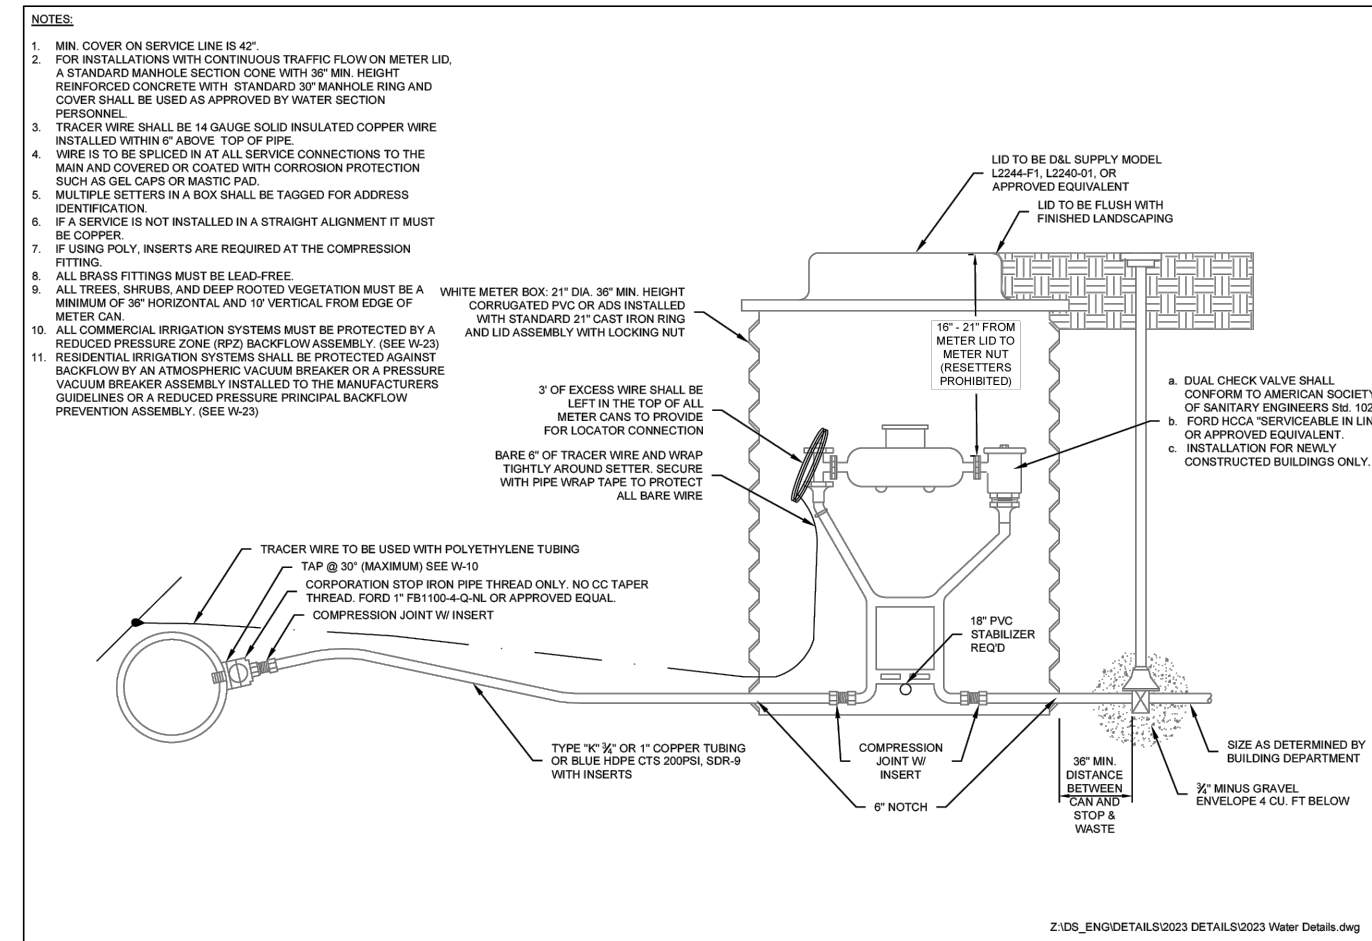 NOTES:
1. MIN. COVER ON SERVICE LINE IS 42".
2. FOR INSTALLATIONS WITH CONTINUOUS TRAFFIC FLOW ON METER LID,
A STANDARD MANHOLE SECTION CONE WITH 36" MIN. HEIGHT
REINFORCED CONCRETE WITH STANDARD 30" MANHOLE RING AND
COVER SHALL BE USED AS APPROVED BY WATER SECTION
PERSONNEL.
3. TRACER WIRE SHALL BE 14 GAUGE SOLID INSULATED COPPER WIRE
INSTALLED WITHIN 6" ABOVE TOP OF PIPE.
4. WIRE IS TO BE SPLICED IN AT ALL SERVICE CONNECTIONS TO THE
MAIN AND COVERED OR COATED WITH CORROSION PROTECTION
SUCH AS GEL CAPS OR MASTIC PAD.
5. MULTIPLE SETTERS IN A BOX SHALL BE TAGGED FOR ADDRESS
IDENTIFICATION.
6. IF A SERVICE IS NOT INSTALLED IN A STRAIGHT ALIGNMENT IT MUST
BE COPPER.
7. IF USING POLY, INSERTS ARE REQUIRED AT THE COMPRESSION
FITTING.
8. ALL BRASS FITTINGS MUST BE LEAD-FREE.
9. ALL TREES, SHRUBS, AND DEEP ROOTED VEGETATION MUST BE A
MINIMUM OF 36" HORIZONTAL AND 10' VERTICAL FROM EDGE OF
METER CAN.
10. ALL COMMERCIAL IRRIGATION SYSTEMS MUST BE PROTECTED BY A
REDUCED PRESSURE ZONE (RPZ) BACKFLOW ASSEMBLY. (SEE W-23)
11. RESIDENTIAL IRRIGATION SYSTEMS SHALL BE PROTECTED AGAINST
BACKFLOW BY AN ATMOSPHERIC VACUUM BREAKER OR A PRESSURE
VACUUM BREAKER ASSEMBLY INSTALLED TO THE MANUFACTURERS
GUIDELINES OR A REDUCED PRESSURE PRINCIPAL BACKFLOW
PREVENTION ASSEMBLY. (SEE W-23)
LID TO BE D&L SUPPLY MODEL
L2244-F1, L2240-01, OR
APPROVED EQUIVALENT
LID TO BE FLUSH WITH
FINISHED LANDSCAPING
WHITE METER BOX: 21" DIA. 36" MIN. HEIGHT
CORRUGATED PVC OR ADS INSTALLED
WITH STANDARD 21" CAST IRON RING
AND LID ASSEMBLY WITH LOCKING NUT
16" - 21" FROM
METER LID TO
METER NUT
(RESETTERS
PROHIBITED)
3' OF EXCESS WIRE SHALL BE
LEFT IN THE TOP OF ALL
METER CANS TO PROVIDE
FOR LOCATOR CONNECTION
BARE 6" OF TRACER WIRE AND WRAP
TIGHTLY AROUND SETTER. SECURE
WITH PIPE WRAP TAPE TO PROTECT
ALL BARE WIRE
a. DUAL CHECK VALVE SHALL
CONFORM TO AMERICAN SOCIETY
OF SANITARY ENGINEERS Std. 102
b. FORD HCCA "SERVICEABLE IN LIN
OR APPROVED EQUIVALENT.
c. INSTALLATION FOR NEWLY
CONSTRUCTED BUILDINGS ONLY.
TRACER WIRE TO BE USED WITH POLYETHYLENE TUBING
TAP @ 30° (MAXIMUM) SEE W-10
CORPORATION STOP IRON PIPE THREAD ONLY. NO CC TAPER
THREAD. FORD 1" FB1100-4-Q-NL OR APPROVED EQUAL.
COMPRESSION JOINT W/ INSERT
18" PVC
STABILIZER
REQ'D
TYPE "K" ¾" OR 1" COPPER TUBING
OR BLUE HDPE CTS 200PSI, SDR-9
WITH INSERTS
COMPRESSION
JOINT W/
INSERT
6" NOTCH
36" MIN.
DISTANCE
BETWEEN
CAN AND
STOP &
WASTE
SIZE AS DETERMINED BY
BUILDING DEPARTMENT
¾" MINUS GRAVEL
ENVELOPE 4 CU. FT BELOW
Z:\DS_ENG\DETAILS\2023 DETAILS\2023 Water Details.dwg